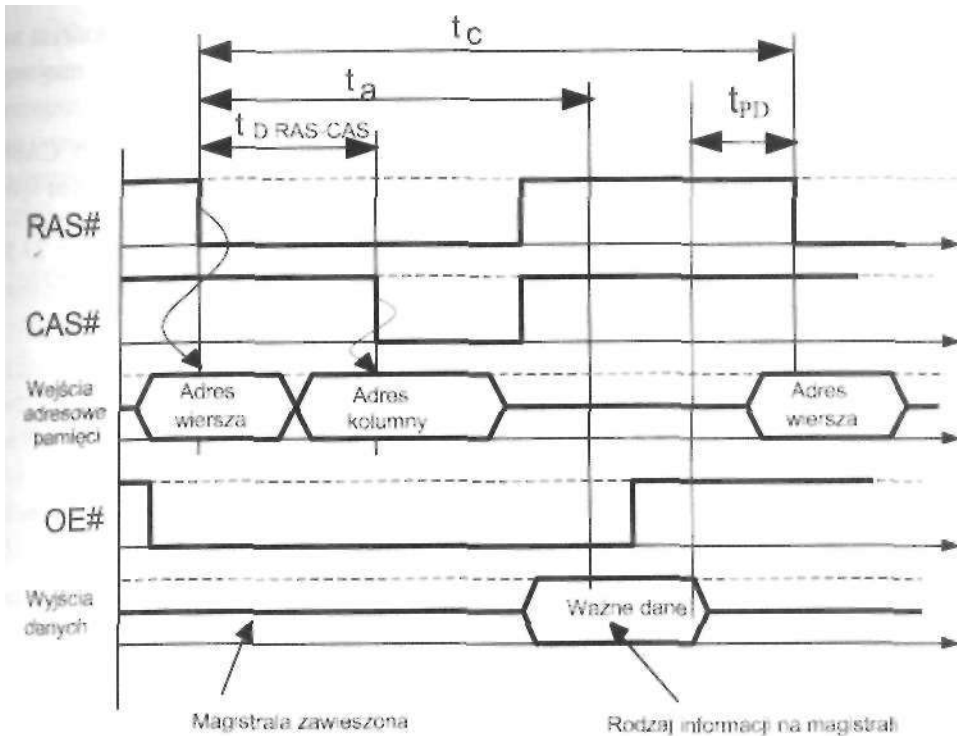 tC
ta
tD RAS-CAS
tPD
RAS#
CAS#
Wejścia
adresowe
pamięci
Adres
wiersza
Adres
kolumny
Adres
wiersza
OE#
Wyjścia
danych
Ważne dane
Magistrala zawieszona
Rodzaj informacji na magistrali